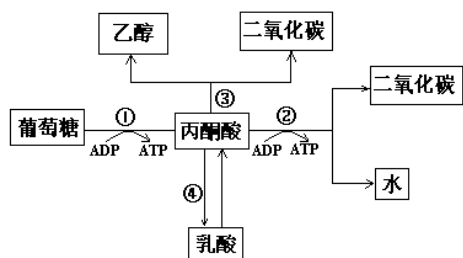 乙醇
二氧化碳
③
二氧化碳
葡萄糖
①
ADP
ATP
丙酮酸
②
ADP
ATP
④
水
乳酸